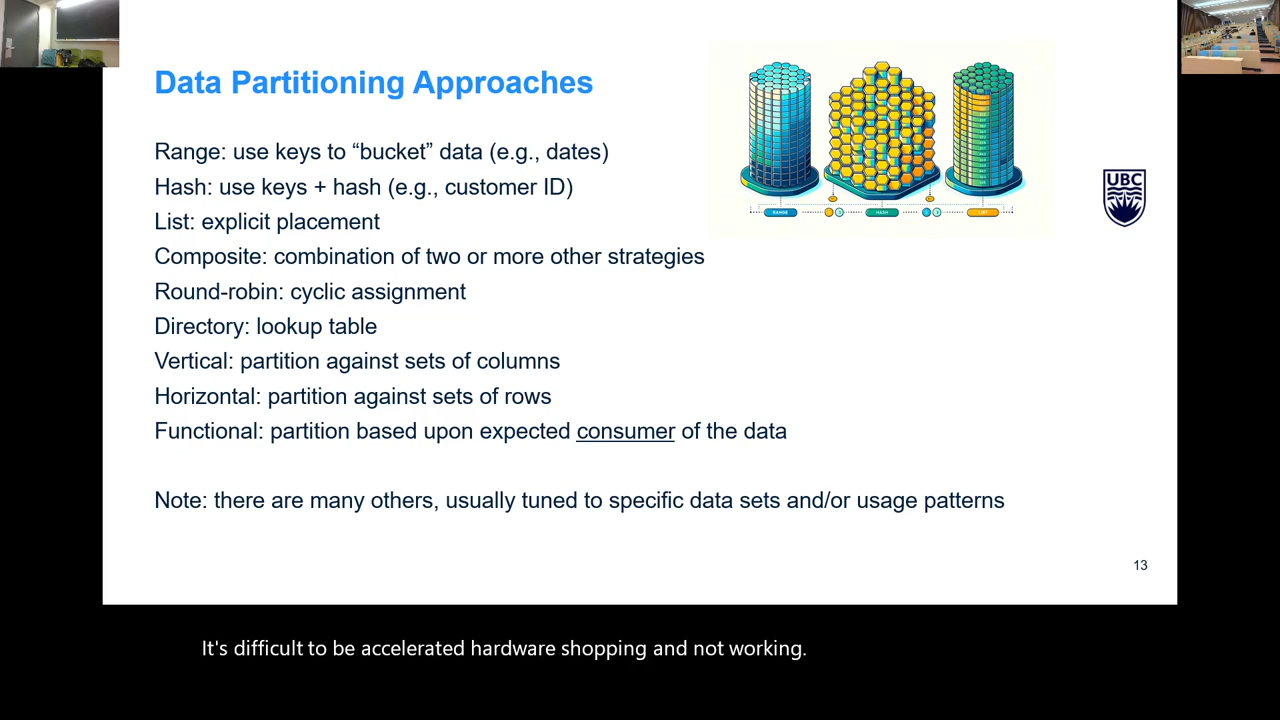 Data Partitioning Approaches
Range: use keys to “bucket” data (e.g., dates)
Hash: use keys + hash (e.g., customer ID)
List: explicit placement
Composite: combination of two or more other strategies
Round-robin: cyclic assignment
Directory: lookup table
Vertical: partition against sets of columns
Horizontal: partition against sets of rows
Functional: partition based upon expected consumer of the data
Note: there are many others, usually tuned to specific data sets and/or usage patterns
RANGE
HASH
LIST
UBC
13
It's difficult to be accelerated hardware shopping and not working.